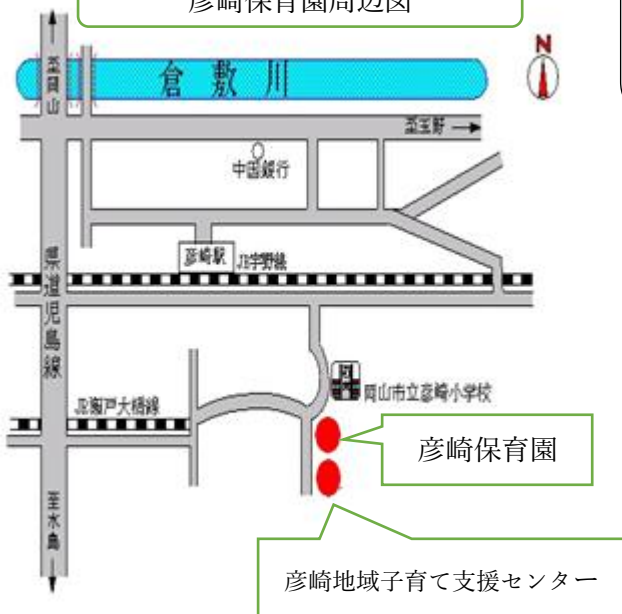 彦崎保育園周辺図
N
至岡山
倉敷川
至玉野
中国銀行
彦崎駅
JR宇野線
県道児島線
岡山市立彦崎小学校
JR瀬戸大橋線
彦崎保育園
至水島
彦崎地域子育て支援センター